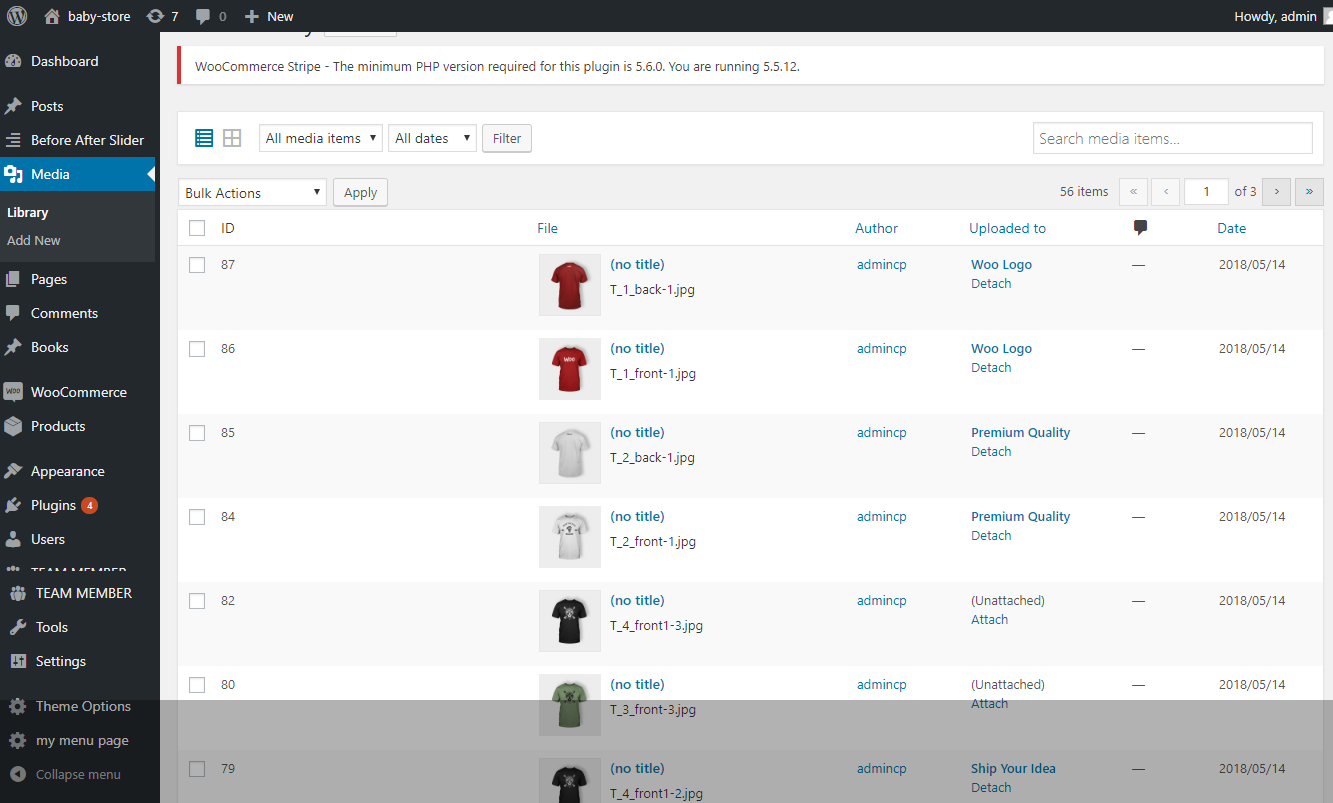 baby-store 7 0 New Howdy, admin
Dashboard
Posts
Before After Slider
Media
Library
Add New
Pages
Comments
Books
WooCommerce
Products
Appearance
Plugins 4
Users
TEAM MEMBER
TEAM MEMBER
Tools
Settings
Theme Options
my menu page
Collapse menu
WooCommerce Stripe - The minimum PHP version required for this plugin is 5.6.0. You are running 5.5.12.
All media items All dates Filter Search media items...
Bulk Actions Apply 56 items « ‹ 1 of 3 › »
ID File Author Uploaded to Date
87 (no title) admincp Woo Logo — 2018/05/14
T_1_back-1.jpg Detach
86 (no title) admincp Woo Logo — 2018/05/14
T_1_front-1.jpg Detach
85 (no title) admincp Premium Quality — 2018/05/14
T_2_back-1.jpg Detach
84 (no title) admincp Premium Quality — 2018/05/14
T_2_front-1.jpg Detach
82 (no title) admincp (Unattached) — 2018/05/14
T_4_front1-3.jpg Attach
80 (no title) admincp (Unattached) — 2018/05/14
T_3_front-3.jpg Attach
79 (no title) admincp Ship Your Idea — 2018/05/14
T_4_front1-2.jpg Detach